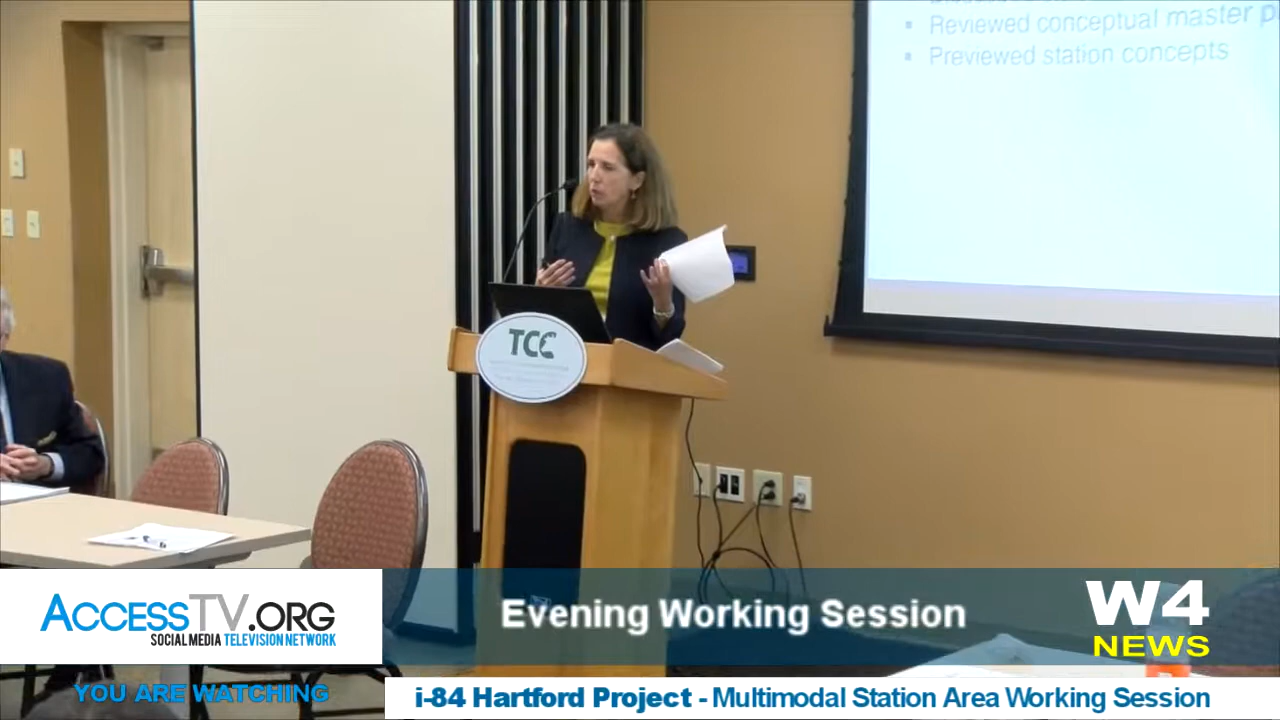 Reviewed conceptual master p
Previewed station concepts
TCC
ACCESSTV.ORG
SOCIAL MEDIA TELEVISION NETWORK
Evening Working Session
W4
NEWS
YOU ARE WATCHING
i-84 Hartford Project - Multimodal Station Area Working Session